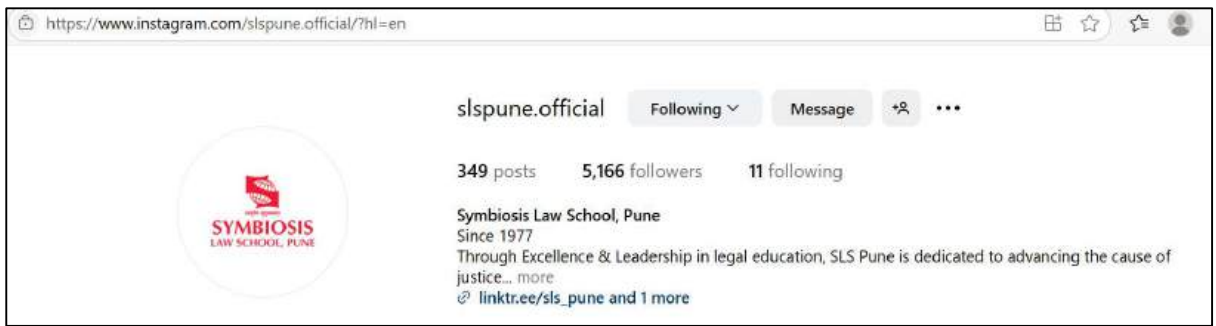 https://www.instagram.com/slspune.official/?hl=en
slspune.official Following Message
349 posts 5,166 followers 11 following
SYMBIOSIS
LAW SCHOOL, PUNE
Symbiosis Law School, Pune
Since 1977
Through Excellence & Leadership in legal education, SLS Pune is dedicated to advancing the cause of
justice... more
linktr.ee/sls_pune and 1 more